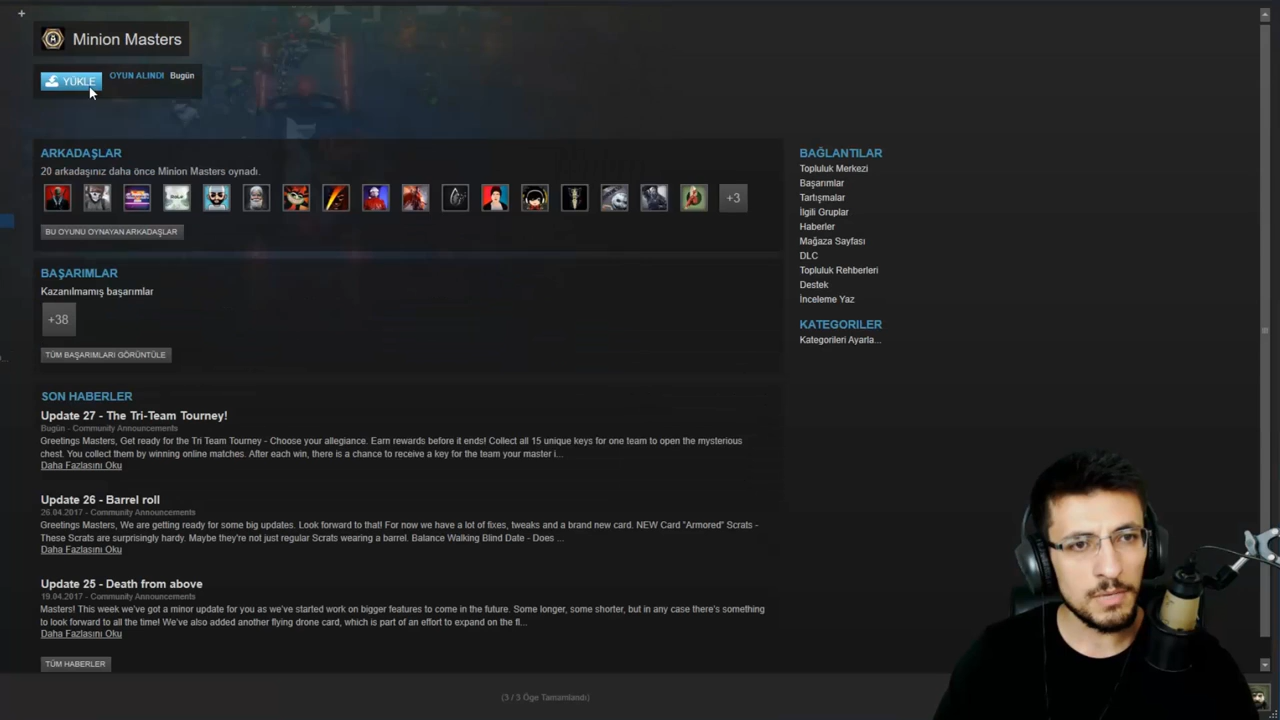 Minion Masters
YÜKLE
OYUN ALINDI Bugün
ARKADAŞLAR
20 arkadaşınız daha önce Minion Masters oynadı.
+3
BU OYUNU OYNAYAN ARKADAŞLAR
BAŞARIMLAR
Kazanılmamış başarımlar
+38
TÜM BAŞARIMLARI GÖRÜNTÜLE
SON HABERLER
Update 27 - The Tri-Team Tourney!
Bugün - Community Announcements
Greetings Masters, Get ready for the Tri Team Tourney - Choose your allegiance. Earn rewards before it ends! Collect all 15 unique keys for one team to open the mysterious
chest. You collect them by winning online matches. After each win, there is a chance to receive a key for the team your master i...
Daha Fazlasını Oku
Update 26 - Barrel roll
26.04.2017 - Community Announcements
Greetings Masters, We are getting ready for some big updates. Look forward to that! For now we have a lot of fixes, tweaks and a brand new card. NEW Card "Armored" Scrats -
These Scrats are surprisingly hard. Maybe they're not just regular Scrats wearing a barrel. Balance Walking Blind Date - Does ...
Daha Fazlasını Oku
Update 25 - Death from above
19.04.2017 - Community Announcements
Masters! This week we've got a minor update for you as we've started work on bigger features to come in the future. Some longer, some shorter, but in any case there's something
to look forward to all the time! We've also added another flying drone card, which is part of an effort to expand on the fl...
Daha Fazlasını Oku
TÜM HABERLER
BAĞLANTILAR
Topluluk Merkezi
Başarımlar
Tartışmalar
İlgili Gruplar
Haberler
Mağaza Sayfası
DLC
Topluluk Rehberleri
Destek
İnceleme Yaz
KATEGORILER
Kategorileri Ayarla...
(3 / 3 Öge Tamamlandı)